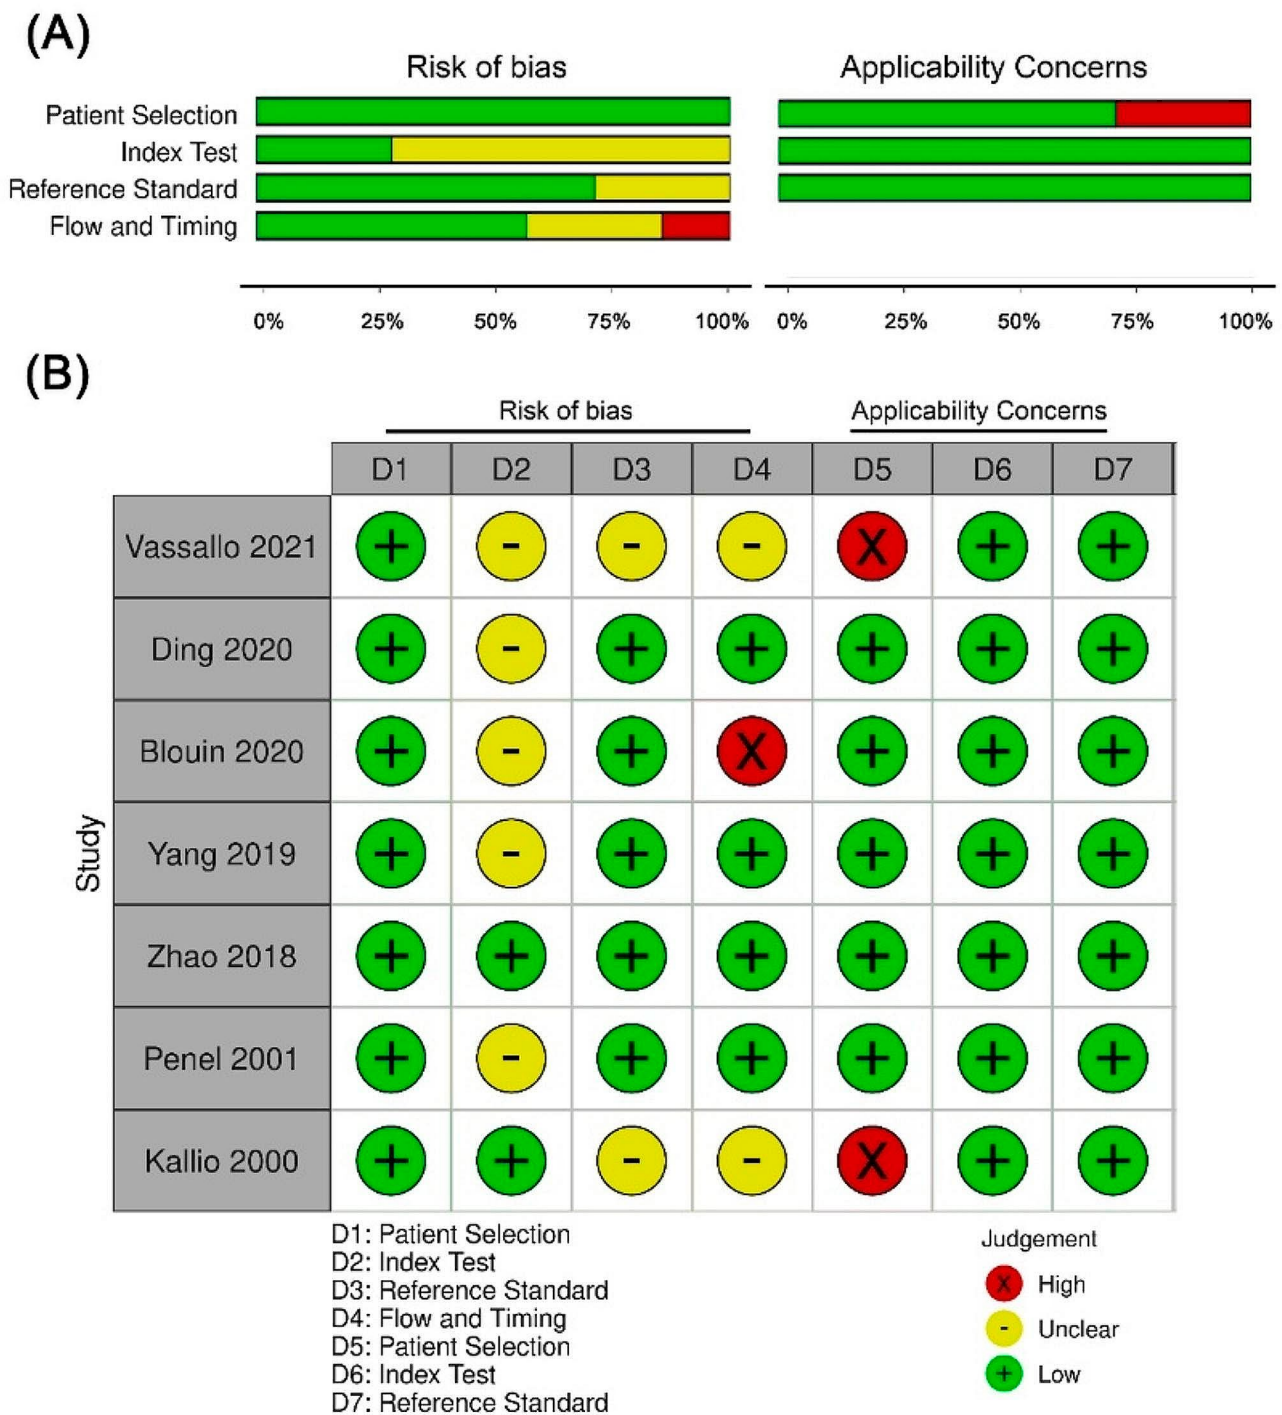 (A)
Risk of bias
Applicability Concerns
Patient Selection
Index Test
Reference Standard
Flow and Timing
0% 25% 50% 75% 100%
0% 25% 50% 75% 100%
(B)
Risk of bias
Applicability Concerns
D1 D2 D3 D4 D5 D6 D7
Study
Vassallo 2021 + - - - X + +
Ding 2020 + - + + + + +
Blouin 2020 + - + X + + +
Yang 2019 + - + + + + +
Zhao 2018 + + + + + + +
Penel 2001 + - + + + + +
Kallio 2000 + + - - X + +
D1: Patient Selection
D2: Index Test
D3: Reference Standard
D4: Flow and Timing
D5: Patient Selection
D6: Index Test
D7: Reference Standard
Judgement
X High
- Unclear
+ Low